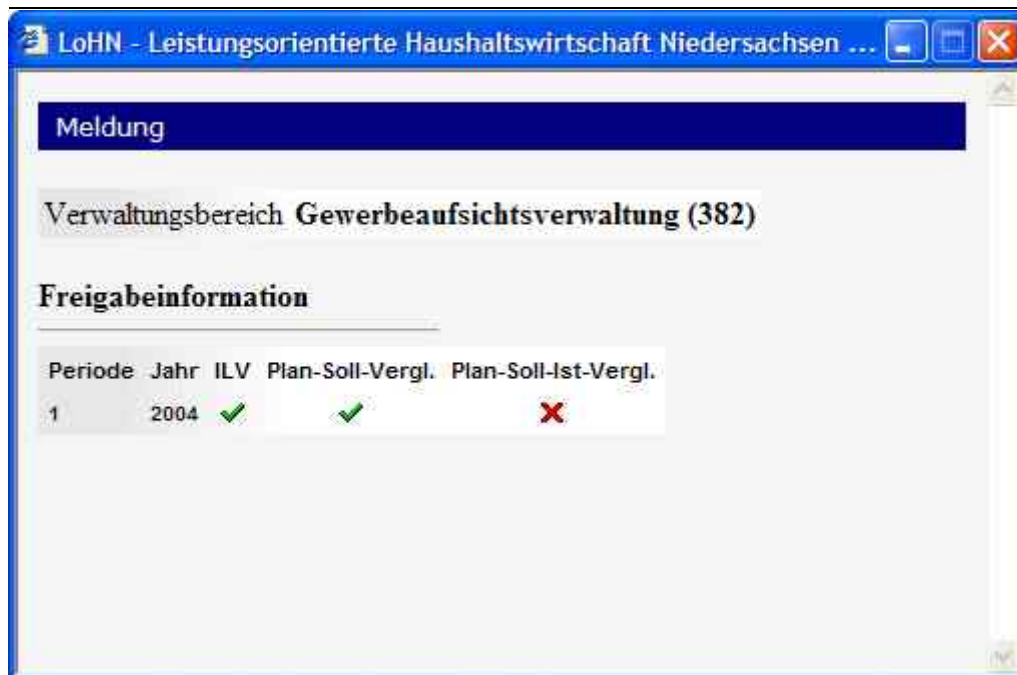 LoHN - Leistungsorientierte Haushaltswirtschaft Niedersachsen ...
Meldung
Verwaltungsbereich Gewerbeaufsichtsverwaltung (382)
Freigabeinformation
Periode Jahr ILV Plan-Soll-Vergl. Plan-Soll-Ist-Vergl.
1 2004